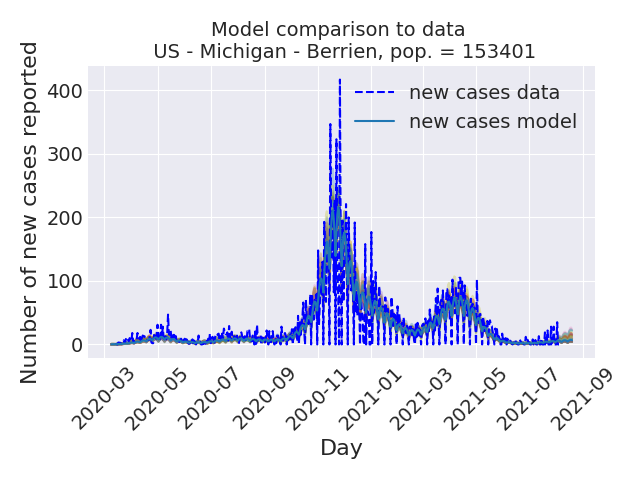 Model comparison to data
US - Michigan - Berrien, pop. = 153401
Number of new cases reported
400
300
200
100
0
new cases data
new cases model
2020-03
2020-05
2020-07
2020-09
2020-11
2021-01
2021-03
2021-05
2021-07
2021-09
Day